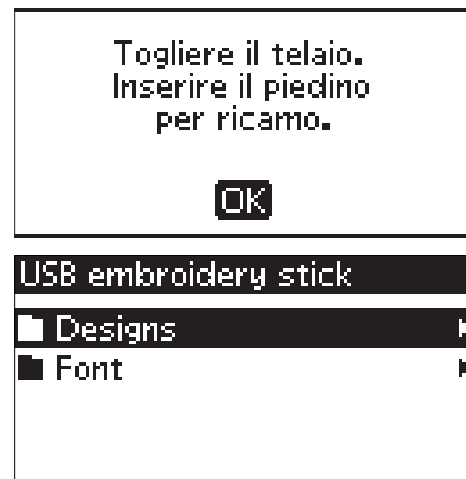 Togliere il telaio.
Inserire il piedino
per ricamo.
OK
USB embroidery stick
Designs
Font